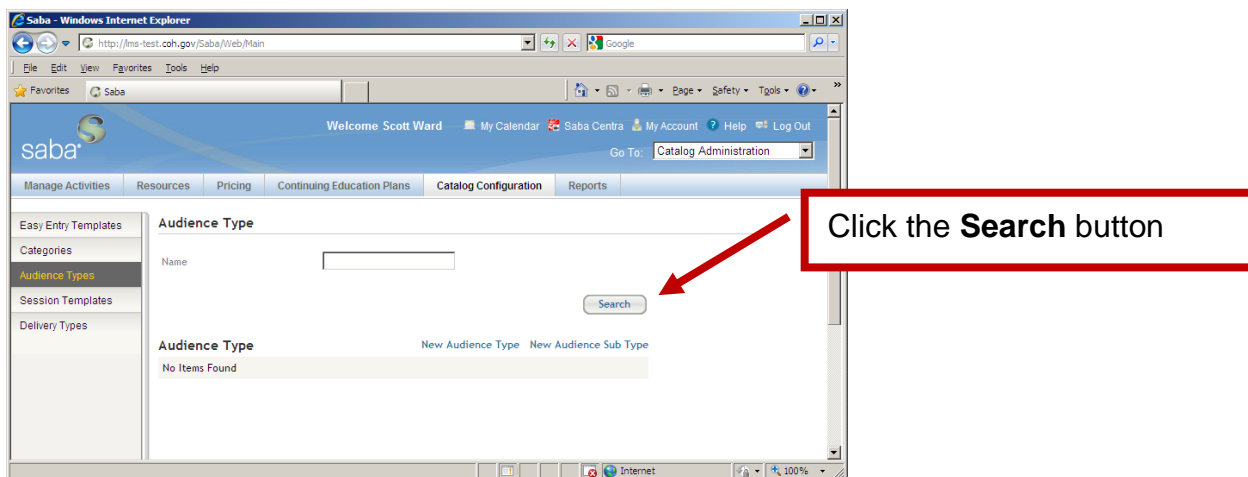 Saba - Windows Internet Explorer
http://lms-test.coh.gov/Saba/Web/Main
Google
File Edit View Favorites Tools Help
Favorites Saba Page Safety Tools
saba
Welcome Scott Ward My Calendar Saba Centra My Account Help Log Out
Go To: Catalog Administration
Manage Activities Resources Pricing Continuing Education Plans Catalog Configuration Reports
Easy Entry Templates
Categories
Audience Types
Session Templates
Delivery Types
Audience Type
Name
Search
Audience Type New Audience Type New Audience Sub Type
No Items Found
Click the Search button
Internet 100%